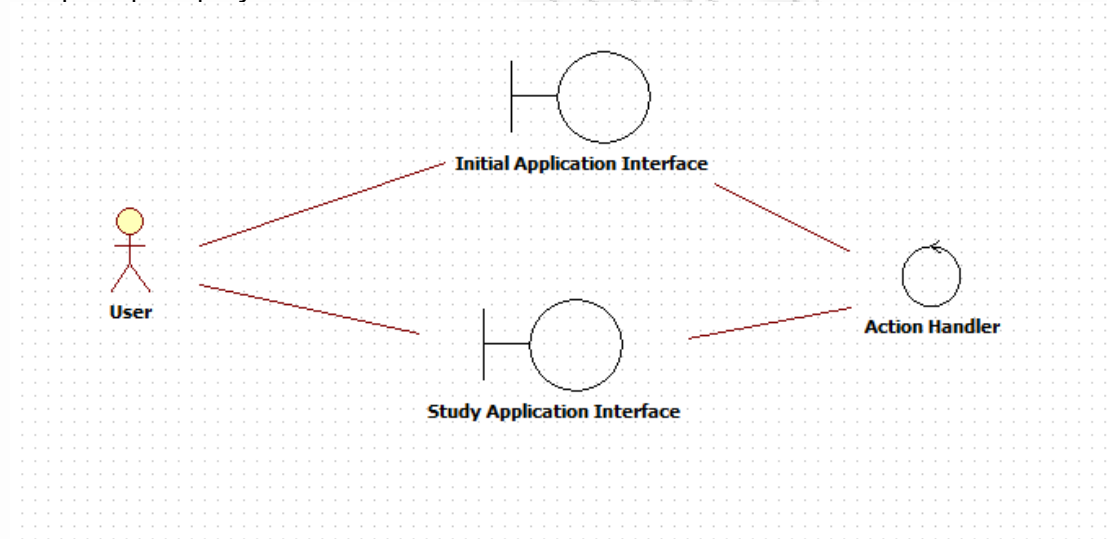 Initial Application Interface
User
Action Handler
Study Application Interface